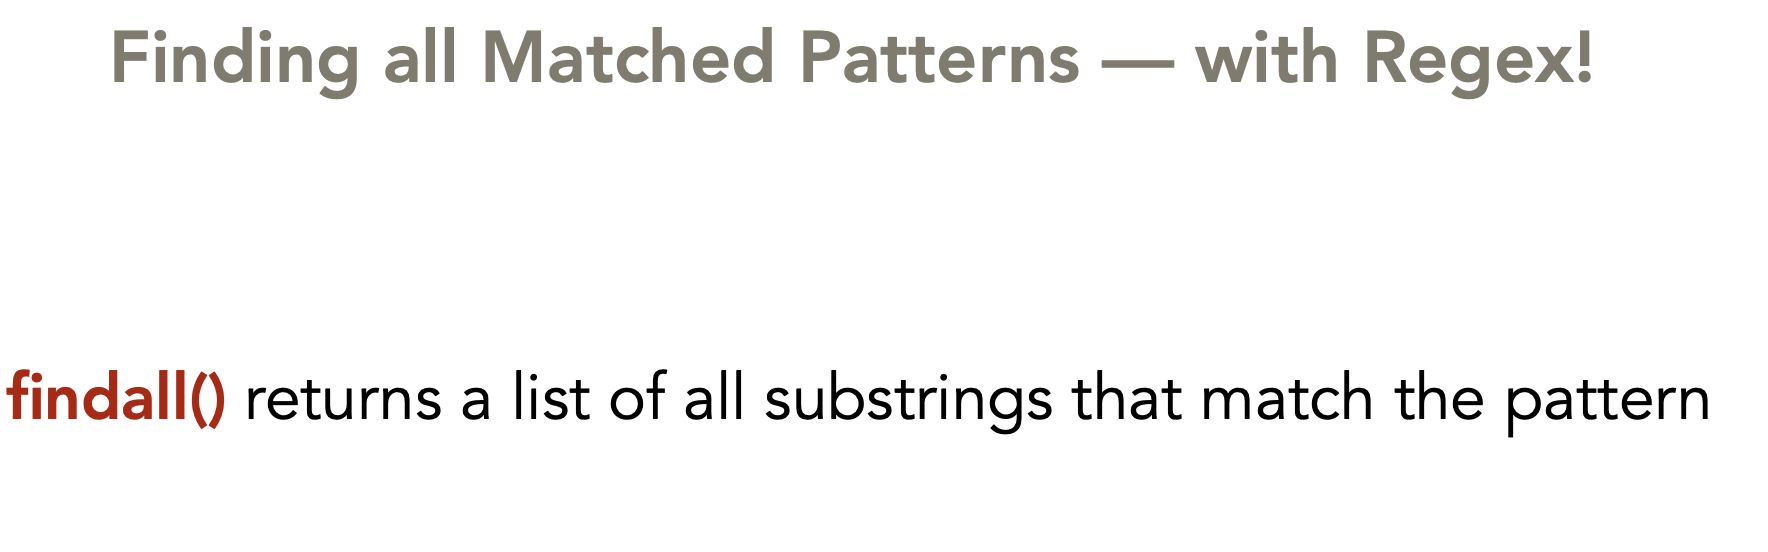 Finding all Matched Patterns — with Regex!
findall() returns a list of all substrings that match the pattern